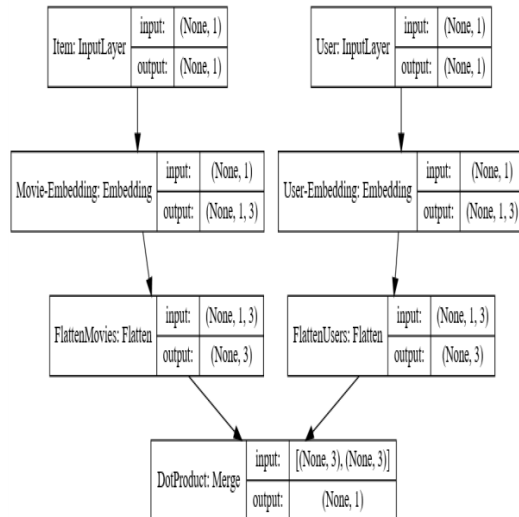 Item: InputLayer
input: (None, 1)
output: (None, 1)
User: InputLayer
input: (None, 1)
output: (None, 1)
Movie-Embedding: Embedding
input: (None, 1)
output: (None, 1, 3)
User-Embedding: Embedding
input: (None, 1)
output: (None, 1, 3)
FlattenMovies: Flatten
input: (None, 1, 3)
output: (None, 3)
FlattenUsers: Flatten
input: (None, 1, 3)
output: (None, 3)
DotProduct: Merge
input: [(None, 3), (None, 3)]
output: (None, 1)